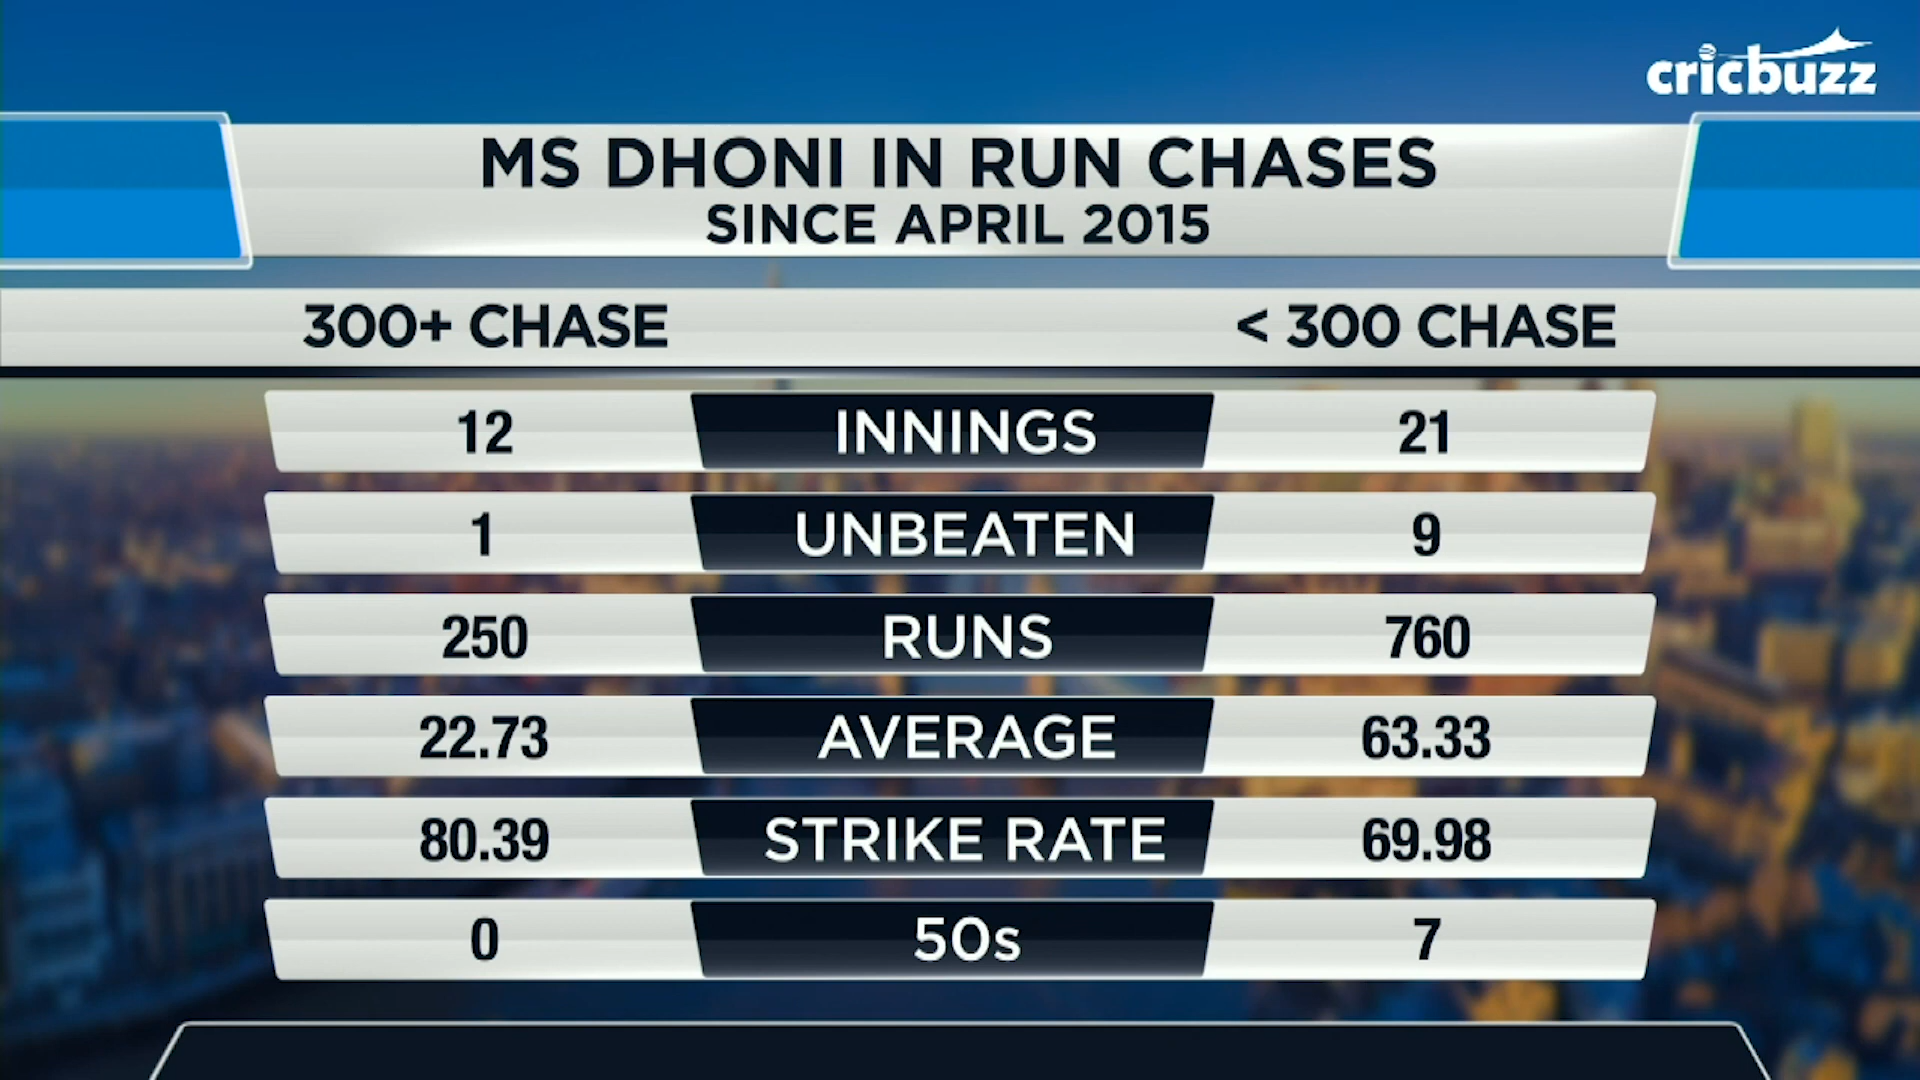 cricbuzz
MS DHONI IN RUN CHASES
SINCE APRIL 2015
300+ CHASE < 300 CHASE
12 INNINGS 21
1 UNBEATEN 9
250 RUNS 760
22.73 AVERAGE 63.33
80.39 STRIKE RATE 69.98
0 50s 7